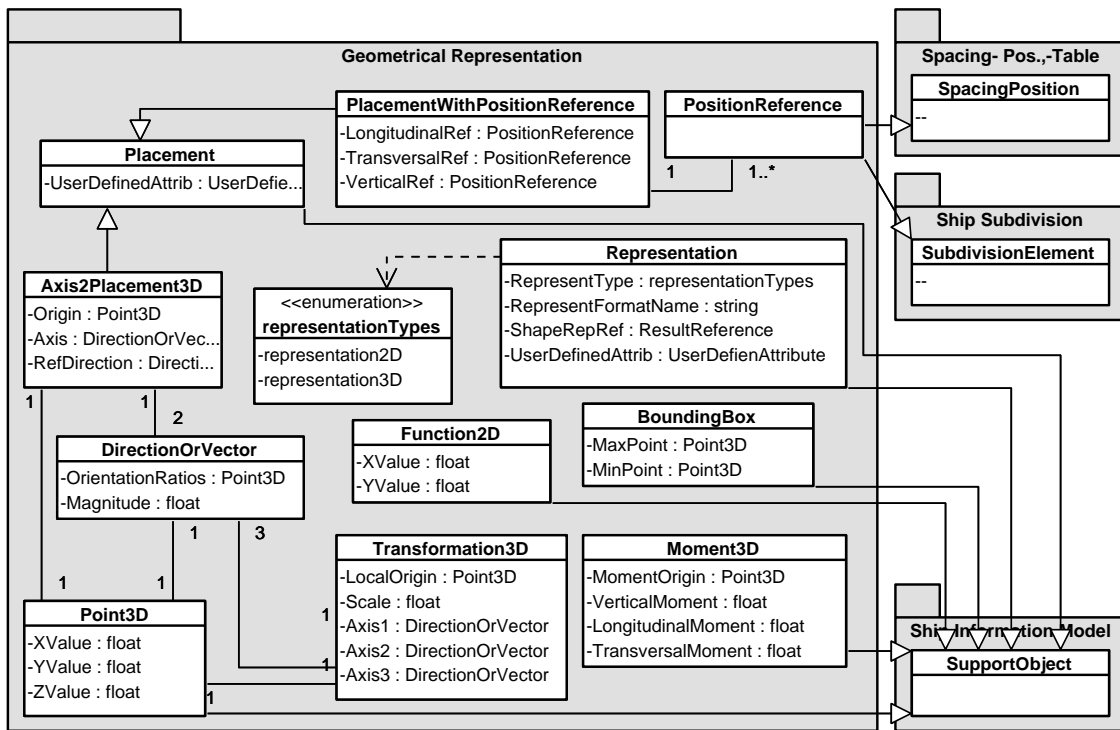 Geometrical Representation
Spacing- Pos.,-Table
SpacingPosition
--
PlacementWithPositionReference
-LongitudinalRef : PositionReference
-TransversalRef : PositionReference
-VerticalRef : PositionReference
PositionReference
1
1..*
Placement
-UserDefinedAttrib : UserDefie...
Ship Subdivision
SubdivisionElement
--
Representation
-RepresentType : representationTypes
-RepresentFormatName : string
-ShapeRepRef : ResultReference
-UserDefinedAttrib : UserDefienAttribute
Axis2Placement3D
-Origin : Point3D
-Axis : DirectionOrVec...
-RefDirection : Directi...
<<enumeration>>
representationTypes
-representation2D
-representation3D
1
1
2
BoundingBox
-MaxPoint : Point3D
-MinPoint : Point3D
Function2D
-XValue : float
-YValue : float
DirectionOrVector
-OrientationRatios : Point3D
-Magnitude : float
1
3
Transformation3D
-LocalOrigin : Point3D
-Scale : float
-Axis1 : DirectionOrVector
-Axis2 : DirectionOrVector
-Axis3 : DirectionOrVector
Moment3D
-MomentOrigin : Point3D
-VerticalMoment : float
-LongitudinalMoment : float
-TransversalMoment : float
1
1
1
1
1
Point3D
-XValue : float
-YValue : float
-ZValue : float
Ship Information Model
SupportObject